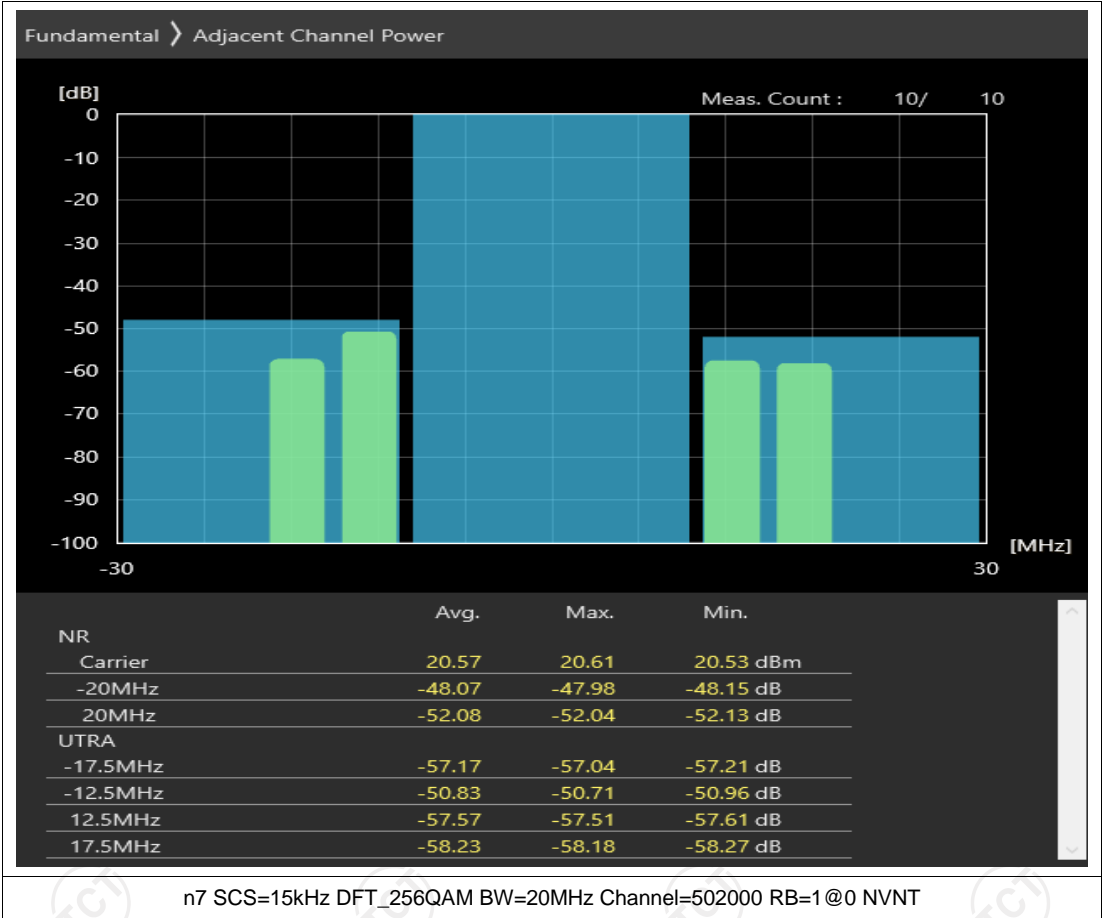 Fundamental 〉 Adjacent Channel Power
[dB]
Meas. Count : 10/ 10
0
-10
-20
-30
-40
-50
-60
-70
-80
-90
-100
[MHz]
-30 30
Avg. Max. Min.
NR
Carrier 20.57 20.61 20.53 dBm
-20MHz -48.07 -47.98 -48.15 dB
20MHz -52.08 -52.04 -52.13 dB
UTRA
-17.5MHz -57.17 -57.04 -57.21 dB
-12.5MHz -50.83 -50.71 -50.96 dB
12.5MHz -57.57 -57.51 -57.61 dB
17.5MHz -58.23 -58.18 -58.27 dB
n7 SCS=15kHz DFT_256QAM BW=20MHz Channel=502000 RB=1@0 NVNT
TCT TCT TCT TCT